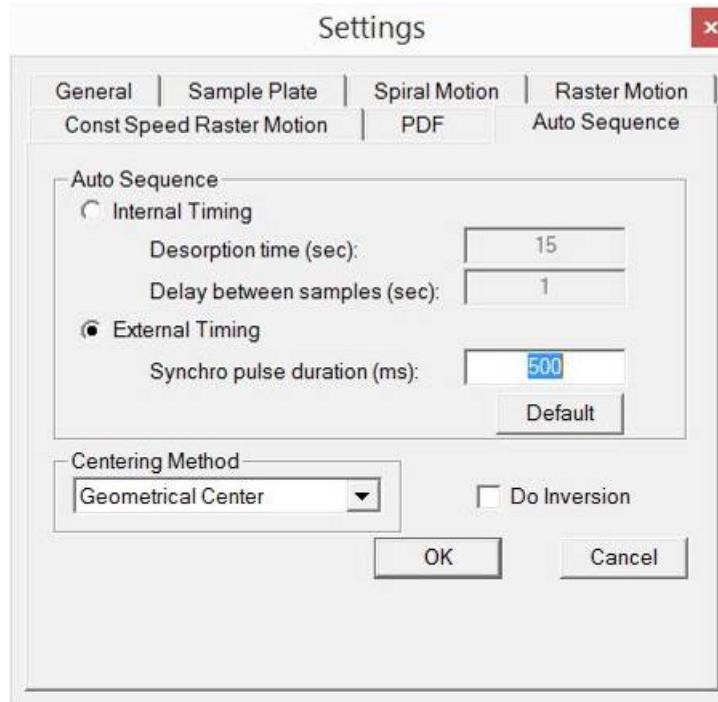 Settings
x
General Sample Plate Spiral Motion Raster Motion
Const Speed Raster Motion PDF Auto Sequence
Auto Sequence
Internal Timing
Desorption time (sec): 15
Delay between samples (sec): 1
External Timing
Synchro pulse duration (ms): 500
Default
Centering Method
Geometrical Center
Do Inversion
OK Cancel